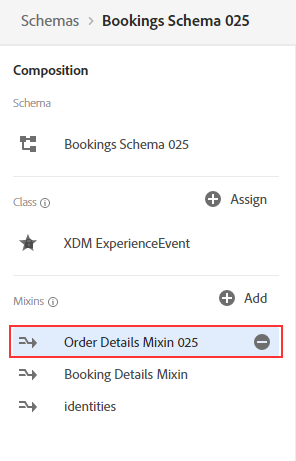 Schemas > Bookings Schema 025
Composition
Schema
Bookings Schema 025
Class
Assign
XDM ExperienceEvent
Mixins
Add
Order Details Mixin 025
Booking Details Mixin
identities